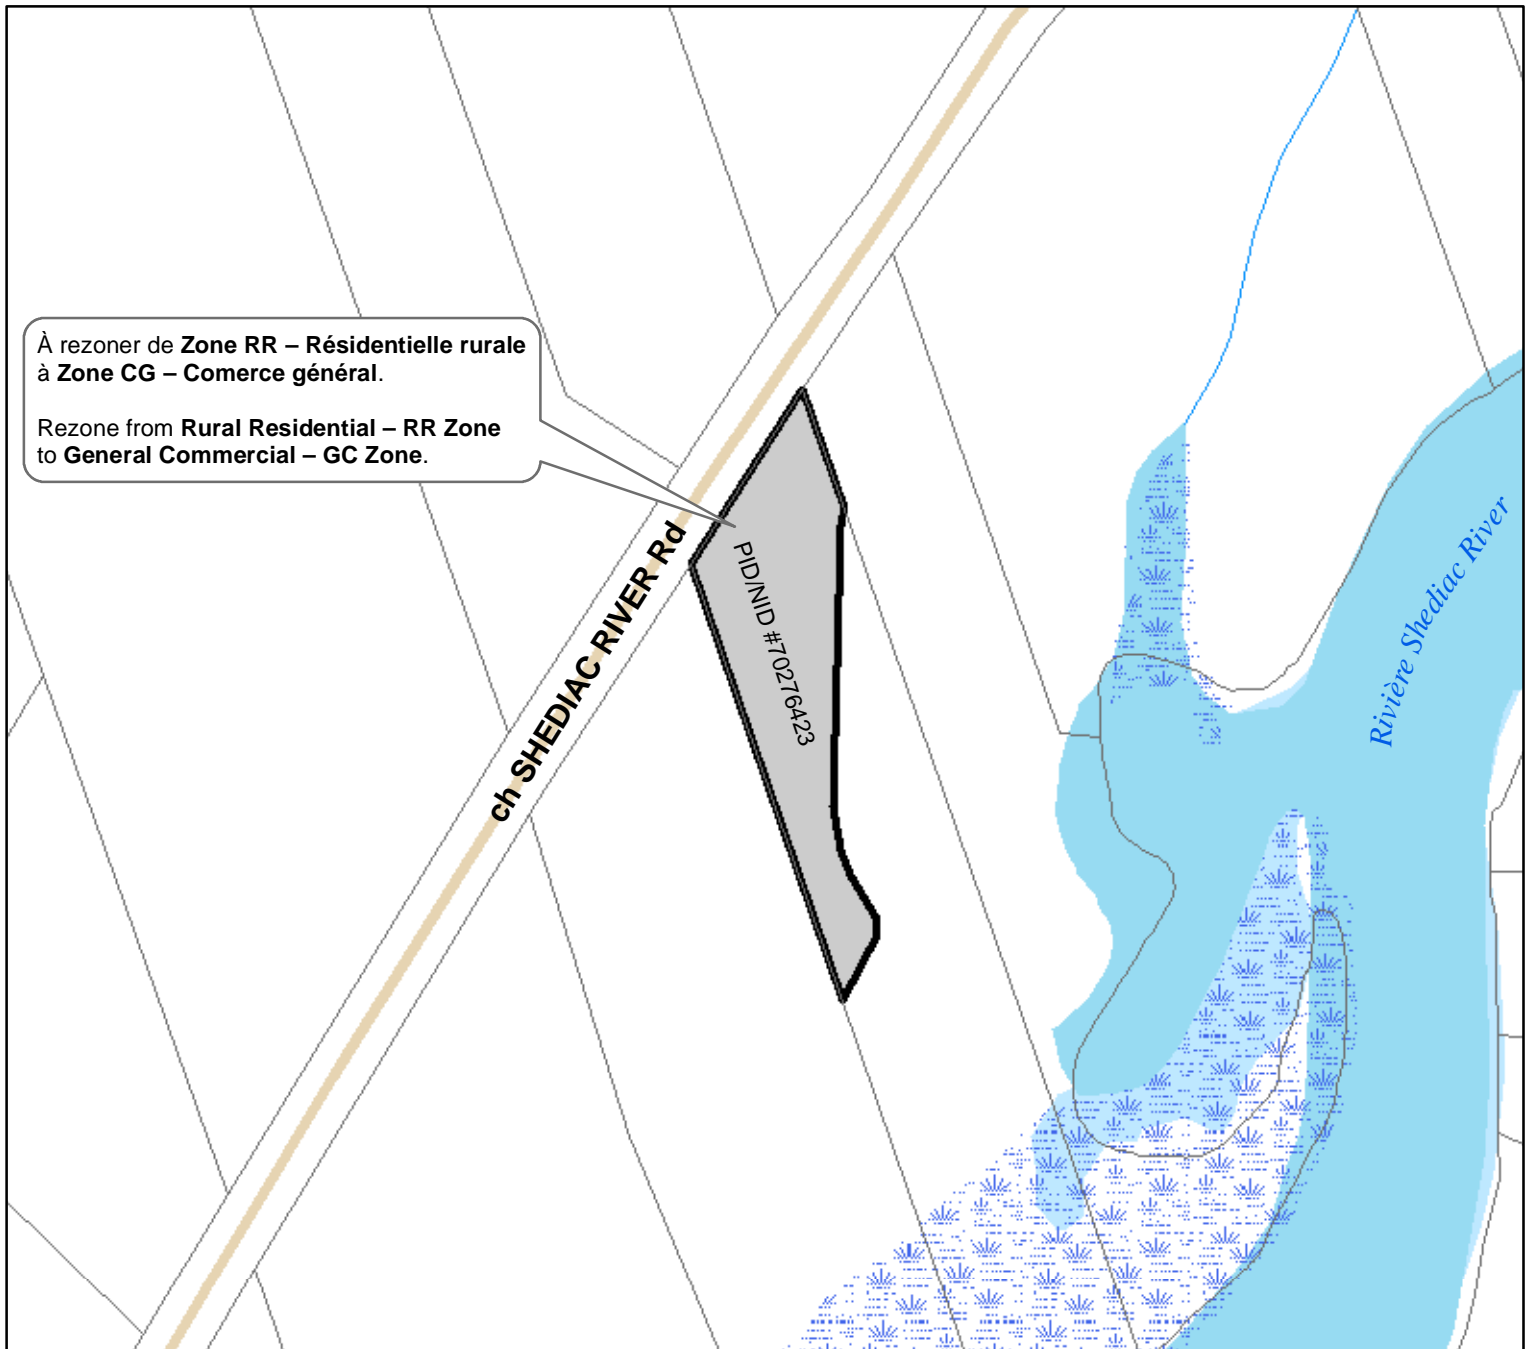 À rezoner de Zone RR – Résidentielle rurale
à Zone CG – Comerce général.
Rezone from Rural Residential – RR Zone
to General Commercial – GC Zone.
ch SHEDIAC RIVER Rd
PID/NID #70276423
Rivière Shediac River